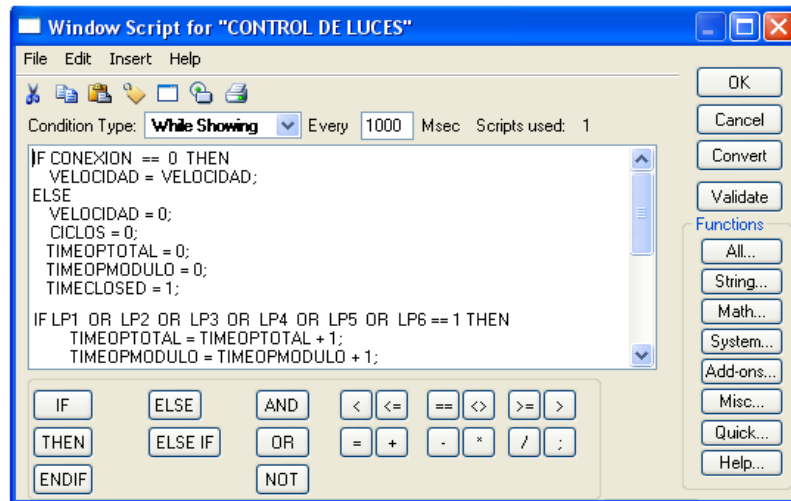 Window Script for "CONTROL DE LUCES"
File Edit Insert Help
Condition Type: While Showing Every 1000 Msec Scripts used: 1
IF CONEXION == 0 THEN
VELOCIDAD = VELOCIDAD;
ELSE
VELOCIDAD = 0;
CICLOS = 0;
TIMEOPTOTAL = 0;
TIMEOPMODULO = 0;
TIMECLOSED = 1;
IF LP1 OR LP2 OR LP3 OR LP4 OR LP5 OR LP6 == 1 THEN
TIMEOPTOTAL = TIMEOPTOTAL + 1;
TIMEOPMODULO = TIMEOPMODULO + 1;
OK
Cancel
Convert
Validate
Functions
All...
String...
Math...
System...
Add-ons...
Misc...
Quick...
Help...
IF ELSE AND < <= == <> >= >
THEN ELSE IF OR = + - * / ;
ENDIF NOT